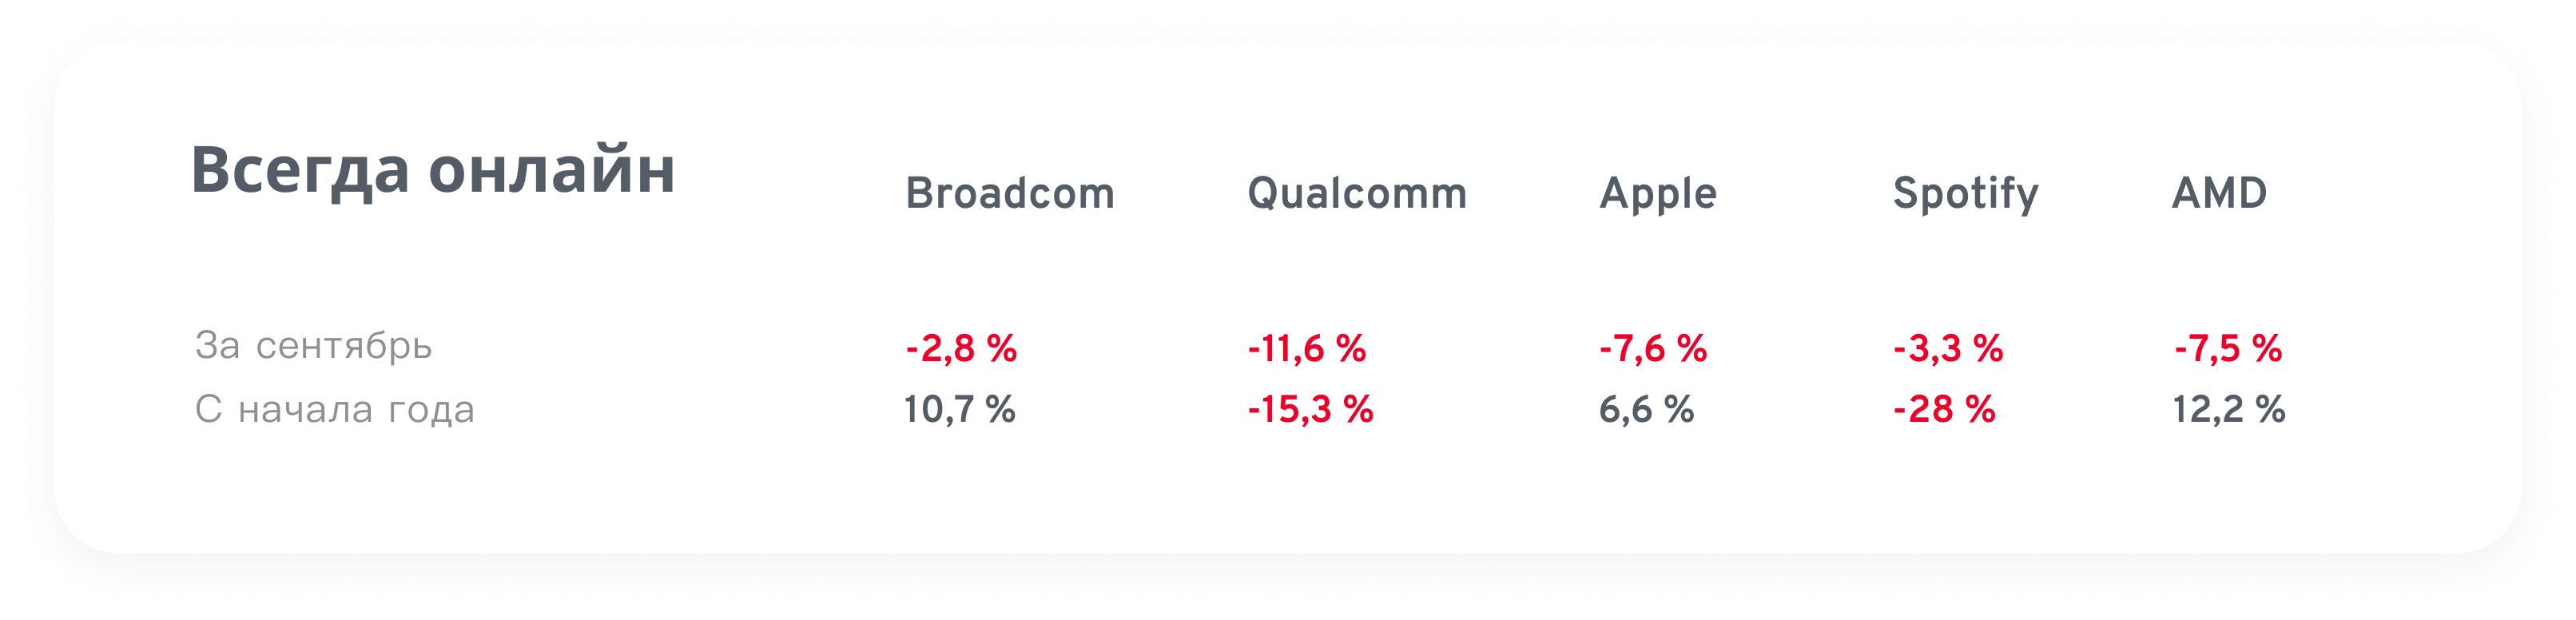 Всегда онлайн
Broadcom Qualcomm Apple Spotify AMD
За сентябрь -2,8 % -11,6 % -7,6 % -3,3 % -7,5 %
С начала года 10,7 % -15,3 % 6,6 % -28 % 12,2 %